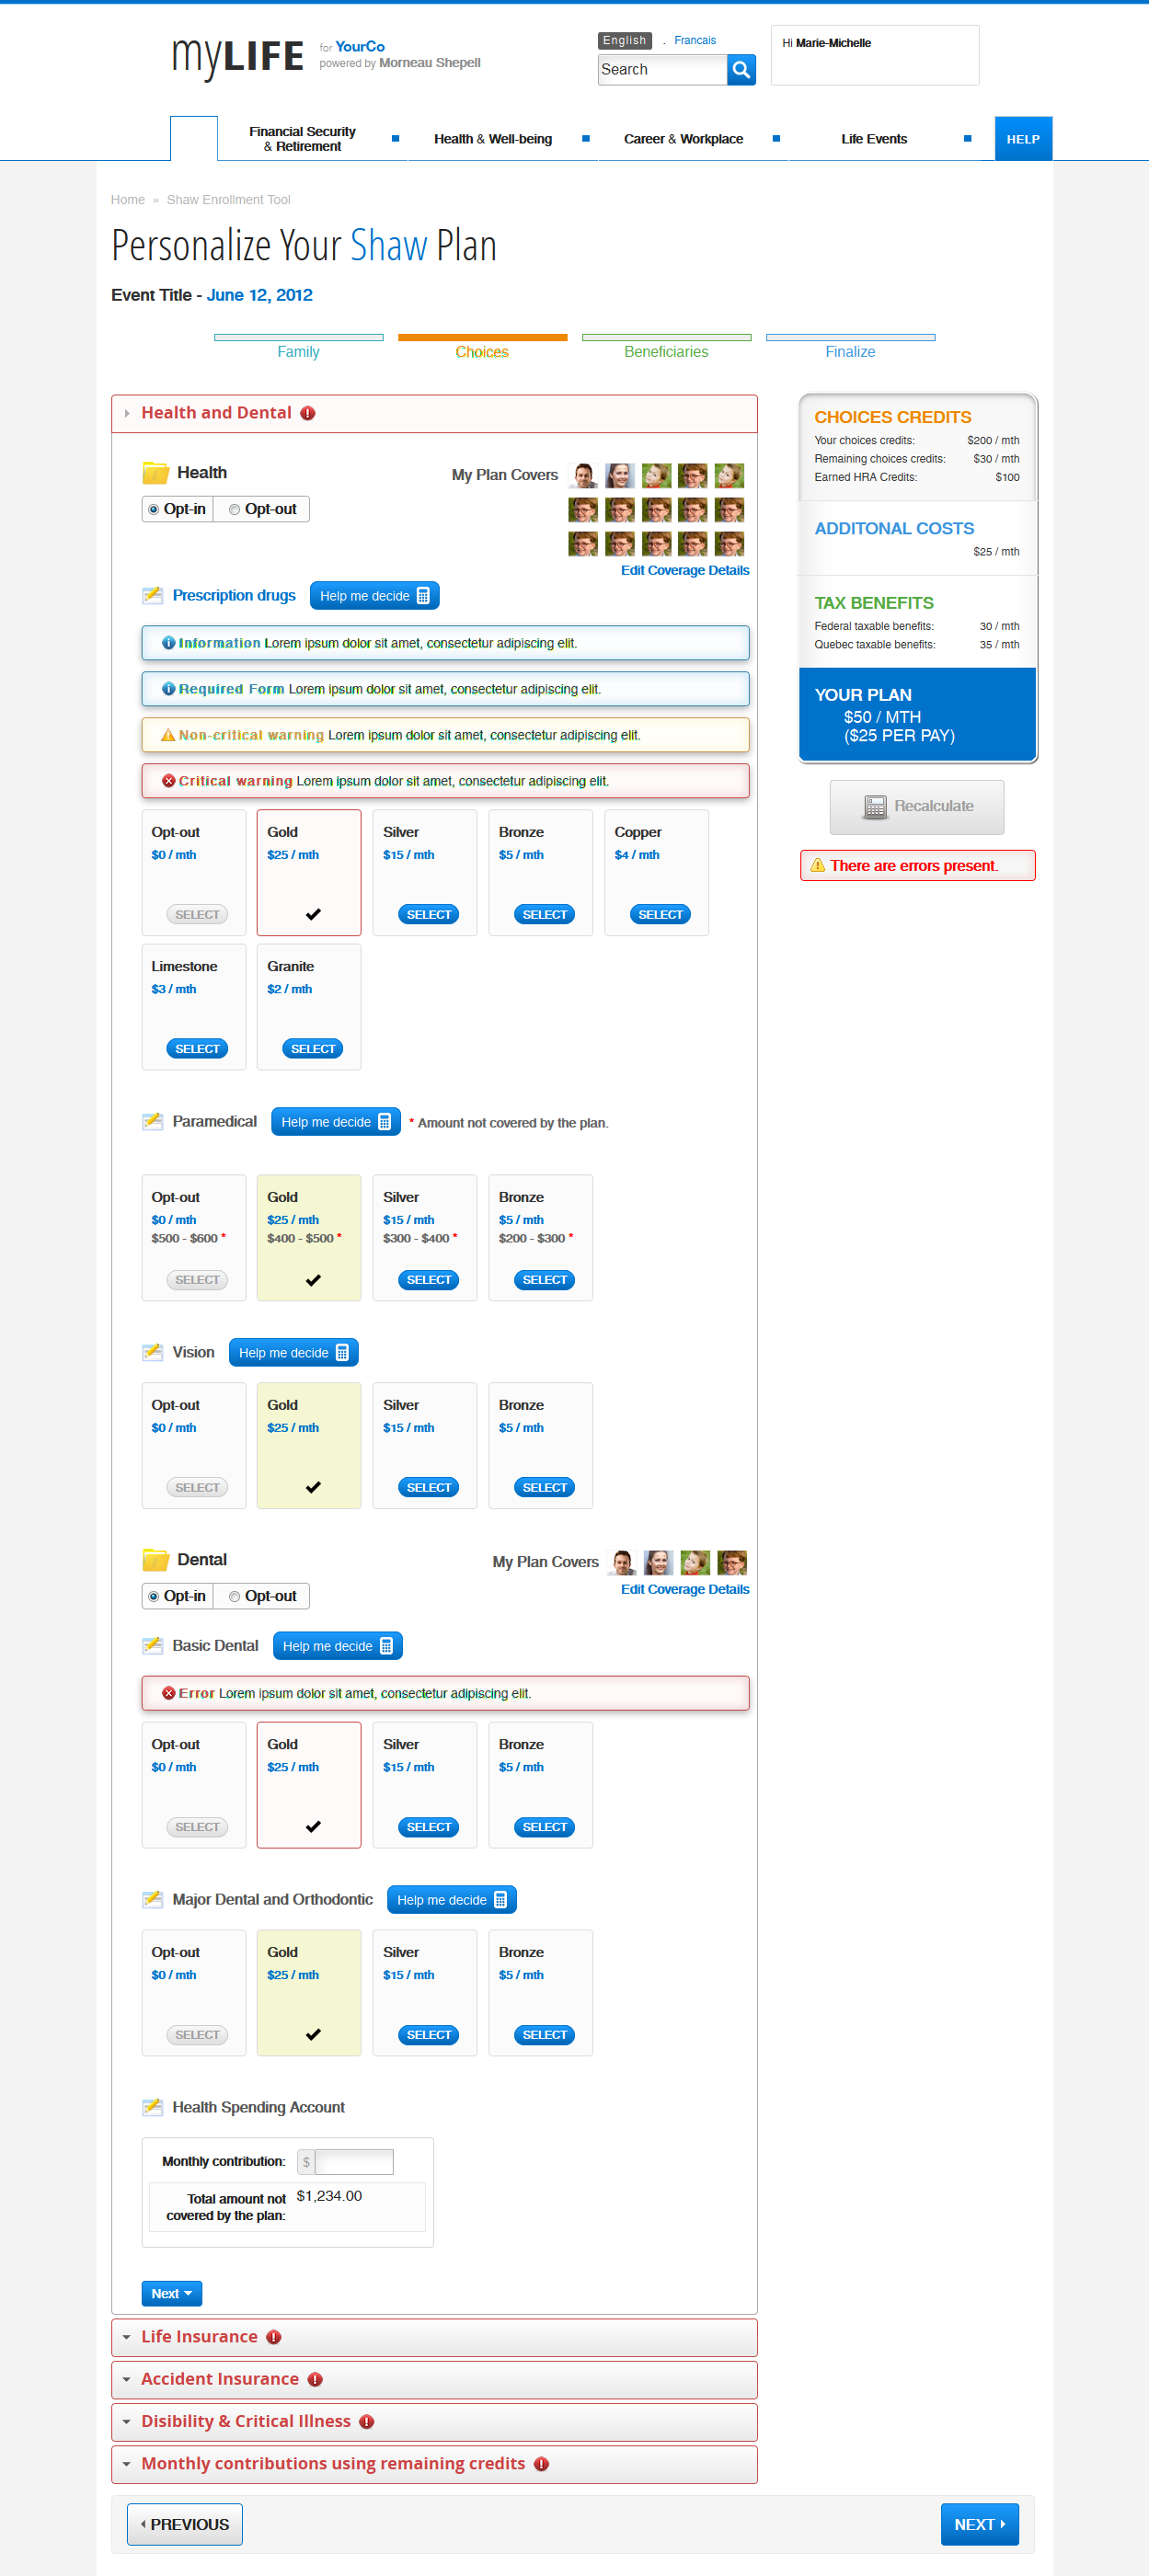 myLIFE for YourCo
powered by Morneau Shepell
English . Francais
Search
Hi Marie-Michelle
Financial Security
& Retirement
Health & Well-being
Career & Workplace
Life Events
HELP
Home » Shaw Enrollment Tool
Personalize Your Shaw Plan
Event Title - June 12, 2012
Family
Choices
Beneficiaries
Finalize
Health and Dental
Health
My Plan Covers
Opt-in Opt-out
Edit Coverage Details
Prescription drugs Help me decide
Information Lorem ipsum dolor sit amet, consectetur adipiscing elit.
Required Form Lorem ipsum dolor sit amet, consectetur adipiscing elit.
Non-critical warning Lorem ipsum dolor sit amet, consectetur adipiscing elit.
Critical warning Lorem ipsum dolor sit amet, consectetur adipiscing elit.
Opt-out Gold Silver Bronze Copper
$0 / mth $25 / mth $15 / mth $5 / mth $4 / mth
SELECT SELECT SELECT SELECT
Limestone Granite
$3 / mth $2 / mth
SELECT SELECT
Paramedical Help me decide * Amount not covered by the plan.
Opt-out Gold Silver Bronze
$0 / mth $25 / mth $15 / mth $5 / mth
$500 - $600 * $400 - $500 * $300 - $400 * $200 - $300 *
SELECT SELECT SELECT
Vision Help me decide
Opt-out Gold Silver Bronze
$0 / mth $25 / mth $15 / mth $5 / mth
SELECT SELECT SELECT
Dental
My Plan Covers
Opt-in Opt-out
Edit Coverage Details
Basic Dental Help me decide
Error Lorem ipsum dolor sit amet, consectetur adipiscing elit.
Opt-out Gold Silver Bronze
$0 / mth $25 / mth $15 / mth $5 / mth
SELECT SELECT SELECT
Major Dental and Orthodontic Help me decide
Opt-out Gold Silver Bronze
$0 / mth $25 / mth $15 / mth $5 / mth
SELECT SELECT SELECT
Health Spending Account
Monthly contribution: $
Total amount not $1,234.00
covered by the plan:
Next
Life Insurance
Accident Insurance
Disibility & Critical Illness
Monthly contributions using remaining credits
PREVIOUS
NEXT
CHOICES CREDITS
Your choices credits: $200 / mth
Remaining choices credits: $30 / mth
Earned HRA Credits: $100
ADDITONAL COSTS
$25 / mth
TAX BENEFITS
Federal taxable benefits: 30 / mth
Quebec taxable benefits: 35 / mth
YOUR PLAN
$50 / MTH
($25 PER PAY)
Recalculate
There are errors present.